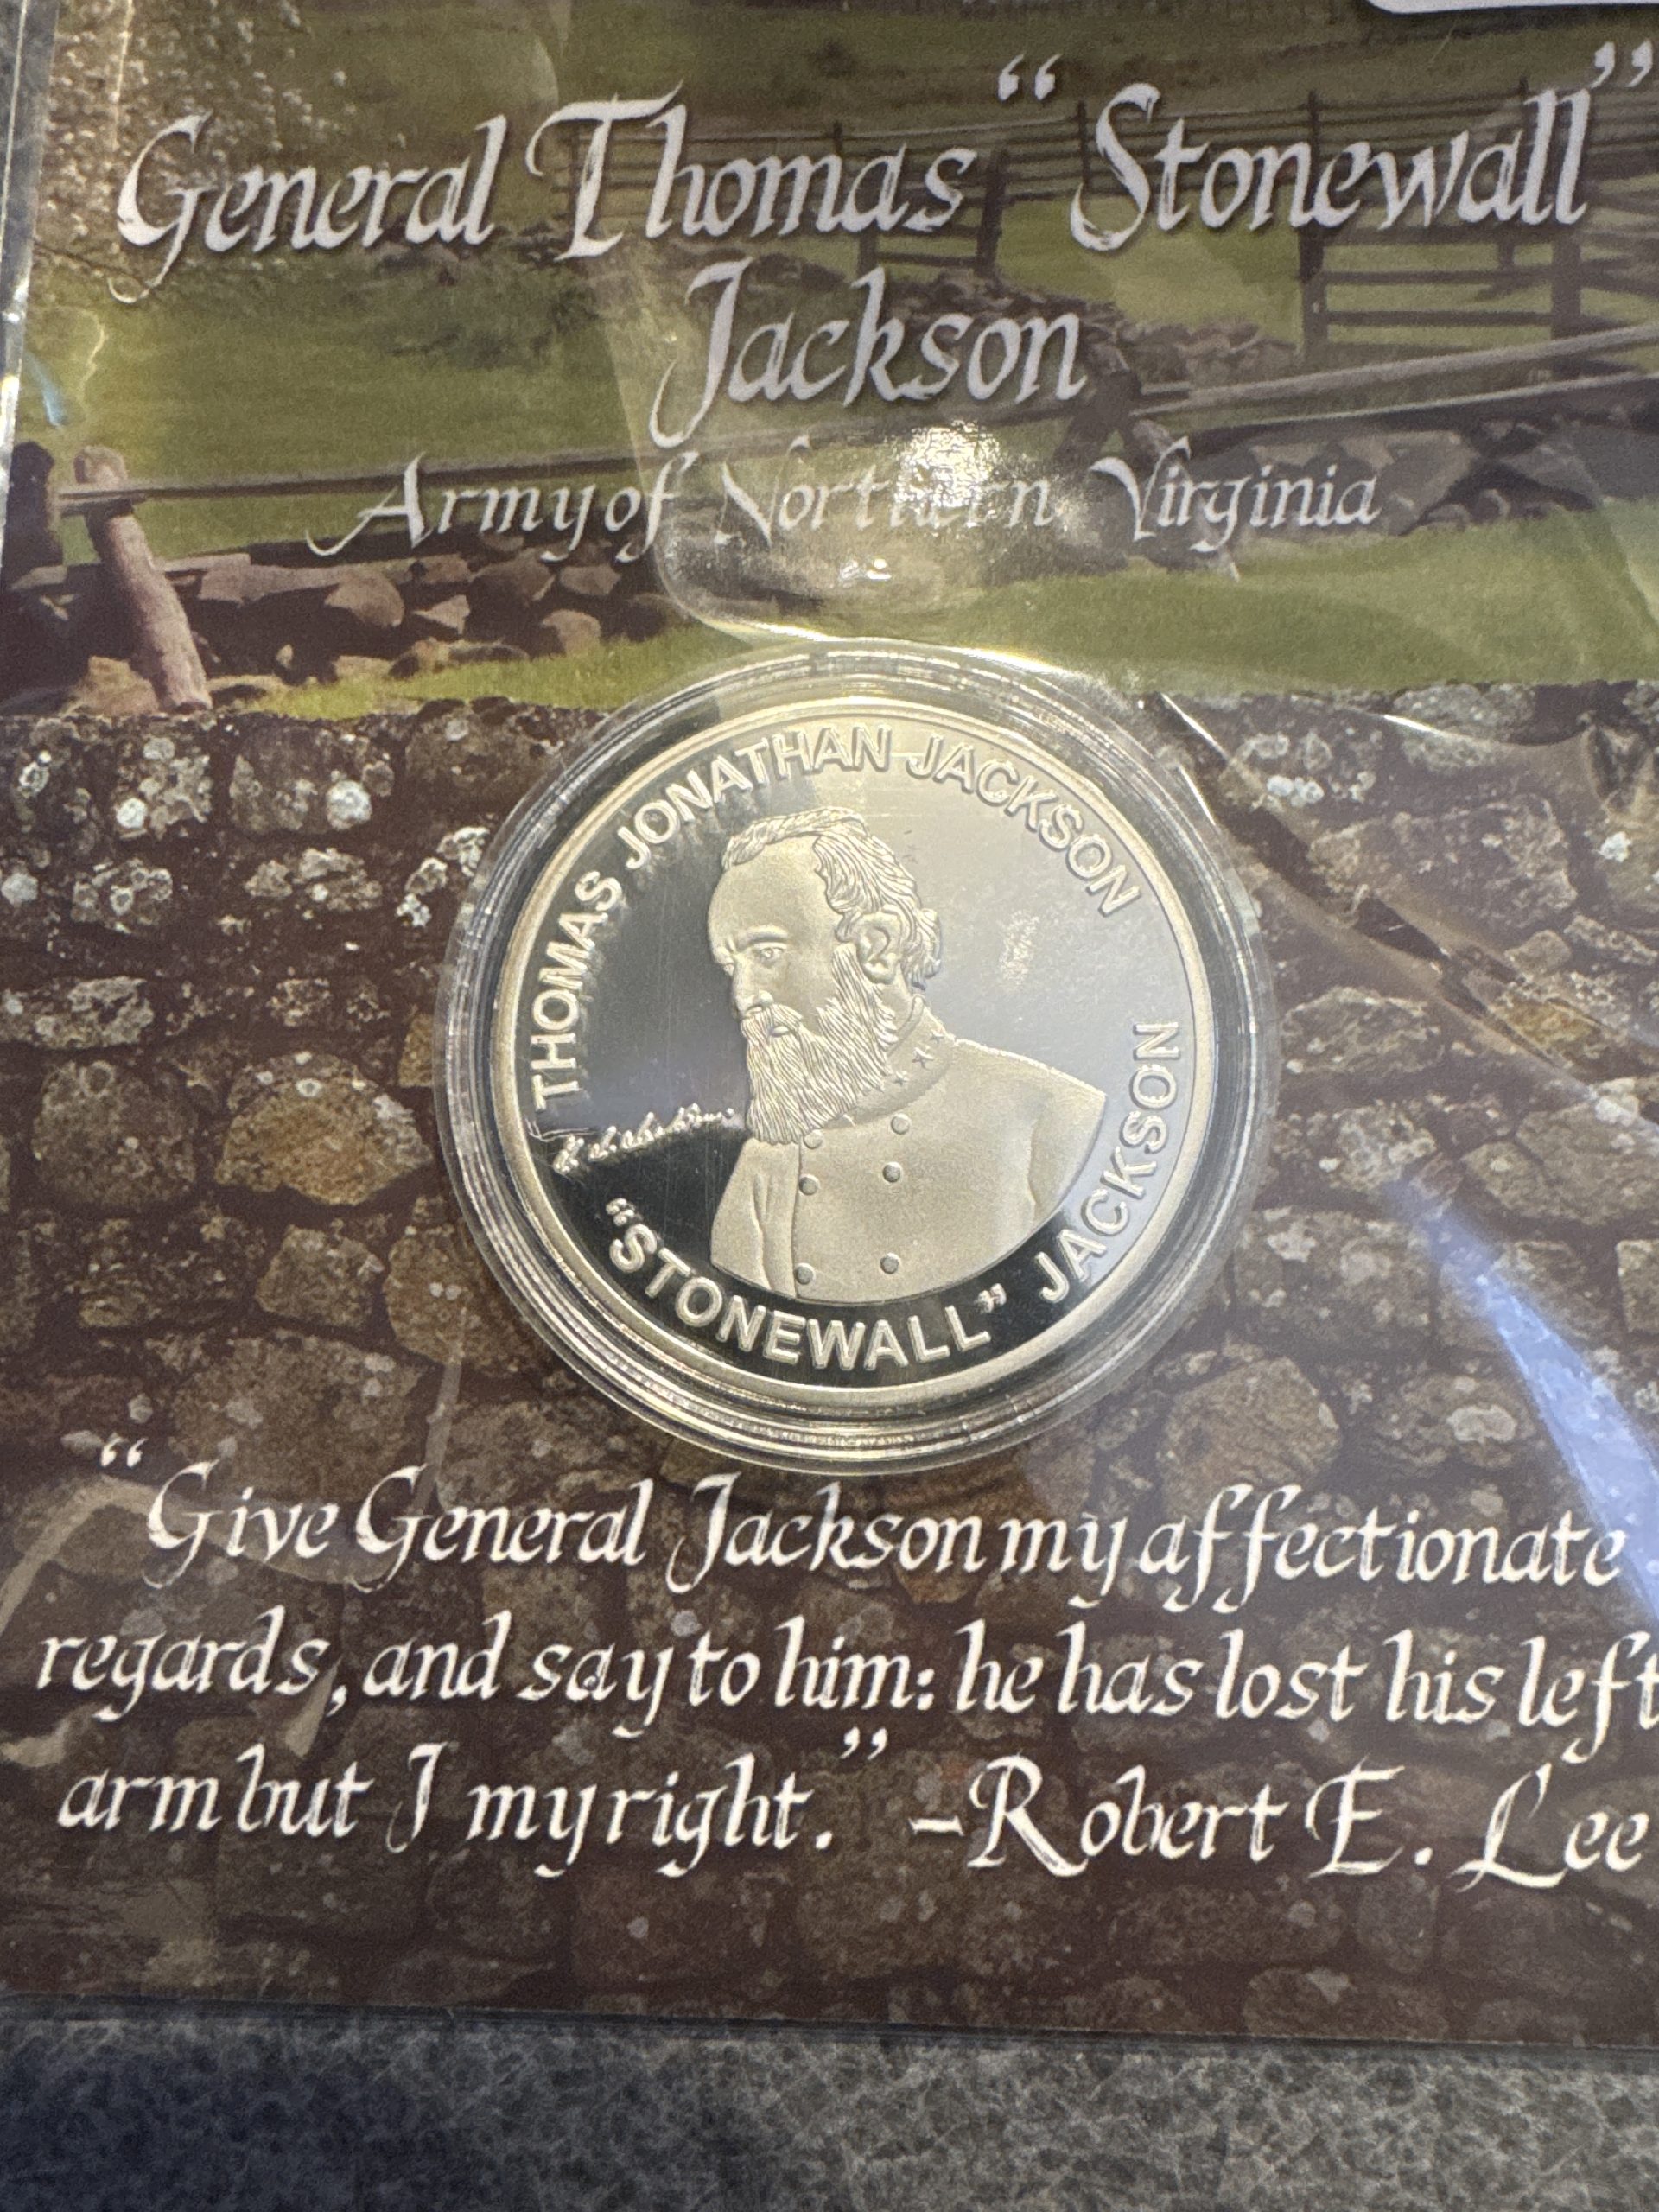 General Thomas “Stonewall”
Jackson
Army of Northern Virginia
THOMAS JONATHAN JACKSON
“STONEWALL” JACKSON
“Give General Jackson my affectionate
regards, and say to him: he has lost his left
arm but I my right.” –Robert E. Lee